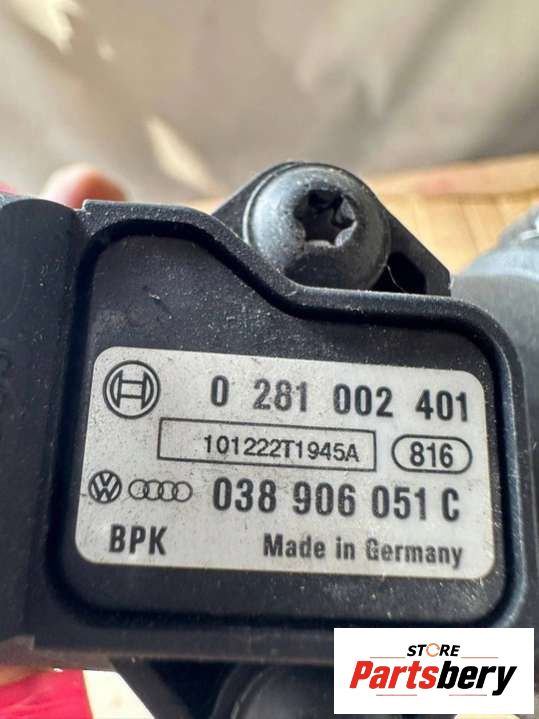 0 281 002 401
101222T1945A 816
038 906 051 C
BPK Made in Germany
STORE
Partsbery